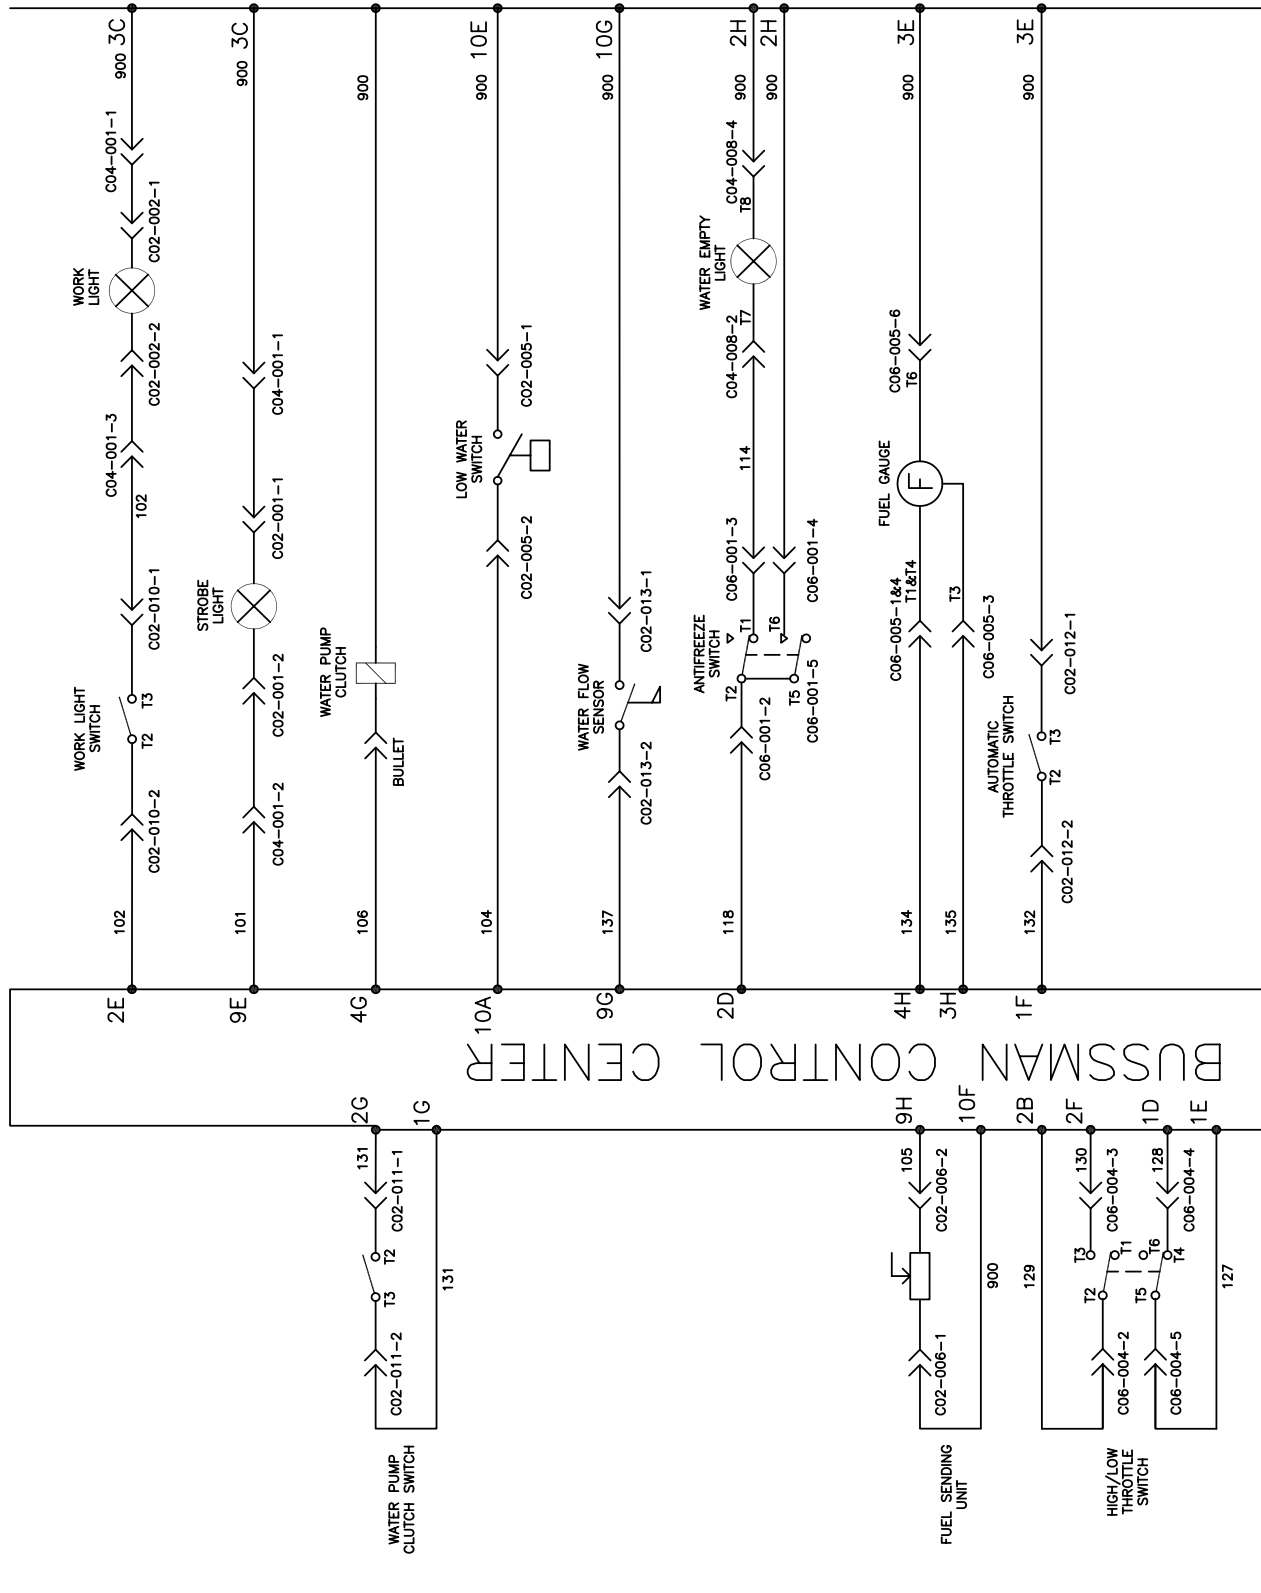 3C
900
C04-001-1
C02-002-1
WORK
LIGHT
C02-002-2
C04-001-3
102
C02-010-1
T3
WORK LIGHT
SWITCH
T2
C02-010-2
102
2E
3C
900
C04-001-1
C02-001-1
STROBE
LIGHT
C02-001-2
C04-001-2
101
9E
900
WATER PUMP
CLUTCH
BULLET
106
4G
10E
900
C02-005-1
LOW WATER
SWITCH
C02-005-2
104
10A
10G
900
C02-013-1
WATER FLOW
SENSOR
C02-013-2
137
9G
2H
2H
900
900
C04-008-4
T8
WATER EMPTY
LIGHT
T7
C04-008-2
114
C06-001-3
C06-001-4
T1
T6
ANTIFREEZE
SWITCH
T2
T5
C06-001-5
C06-001-2
118
2D
3E
900
C06-005-6
T6
FUEL GAUGE
F
T1&T4
C06-005-1&4
T3
C06-005-3
134
135
4H
3H
3E
900
C02-012-1
AUTOMATIC
THROTTLE SWITCH
T3
T2
C02-012-2
132
1F
BUSSMAN CONTROL CENTER
2G
1G
131
C02-011-1
T2
T3
C02-011-2
131
WATER PUMP
CLUTCH SWITCH
9H
10F
105
C02-006-2
900
C02-006-1
FUEL SENDING
UNIT
2B
2F
1D
1E
130
128
C06-004-3
C06-004-4
129
T3
T1
T6
T4
T2
T5
127
C06-004-2
C06-004-5
HIGH/LOW
THROTTLE
SWITCH